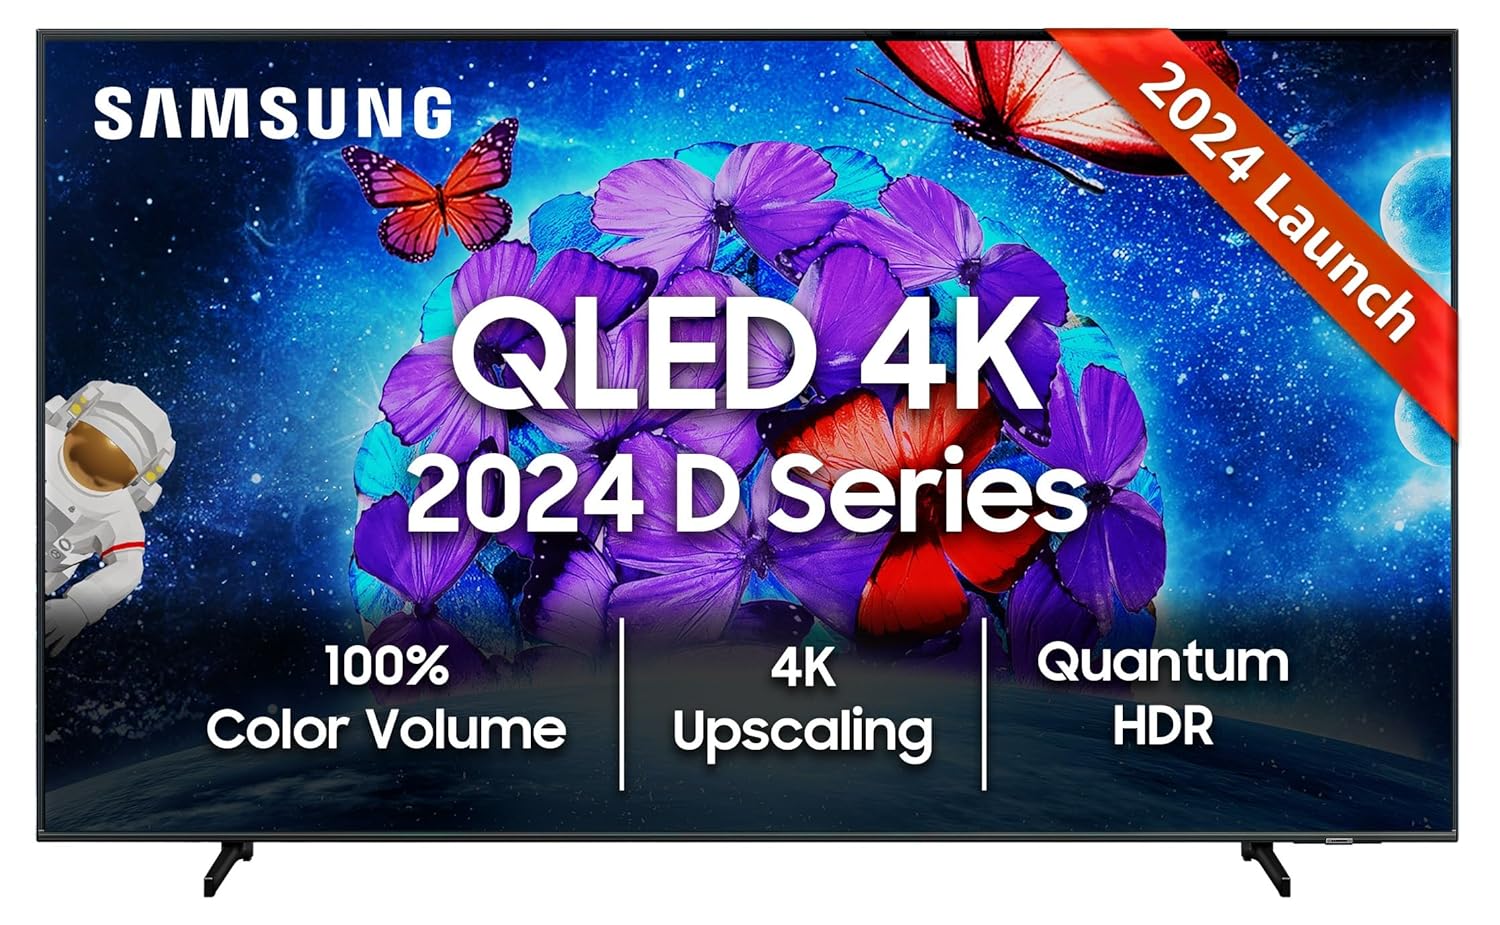 SAMSUNG
2024 Launch
QLED 4K
2024 D Series
100%
Color Volume
4K
Upscaling
Quantum
HDR